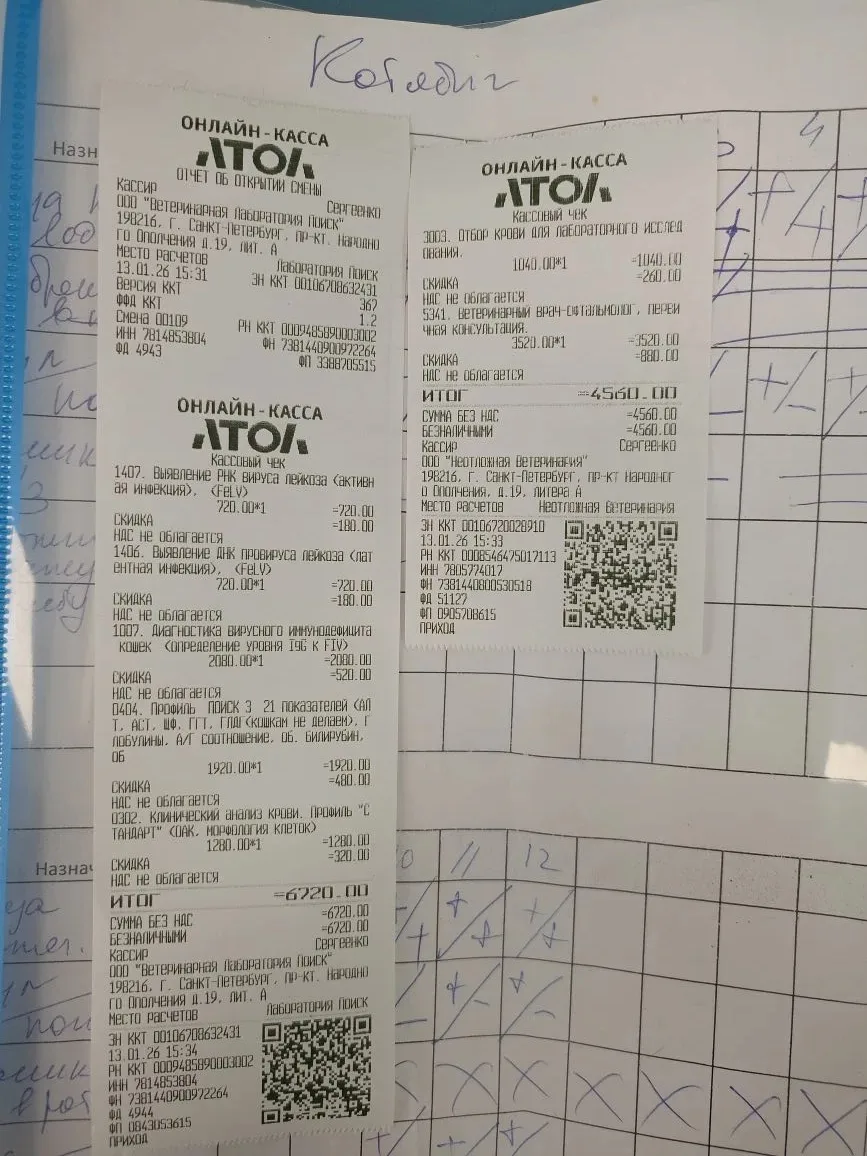 Котябиг
ОНЛАЙН-КАССА
АТОЛ
ОТЧЕТ ОБ ОТКРЫТИИ СМЕНЫ
Кассир Сергеенко
ООО "Ветеринарная Лаборатория Поиск"
198216, Г. Санкт-Петербург, пр-кт. Народно
го Ополчения д.19, лит. А
Место расчетов Лаборатория Поиск
13.01.26 15:31 ЗН ККТ 00106708632431
Версия ККТ 367
ФФД ККТ 1.2
Смена 00109 РН ККТ 0009485890003002
ИНН 7814853804 ФН 7381440900972264
ФД 4943 ФП 3388705515
ОНЛАЙН-КАССА
АТОЛ
Кассовый чек
1407. Выявление РНК вируса лейкоза (активн
ая инфекция), (FeLV)
720.00*1 =720.00
СКИДКА =180.00
НДС не облагается
1406. Выявление ДНК провируса лейкоза (лат
ентная инфекция), (FeLV)
720.00*1 =720.00
СКИДКА =180.00
НДС не облагается
1007. Диагностика вирусного иммунодефицита
кошек (определение уровня IgG к FIV)
2080.00*1 =2080.00
СКИДКА =520.00
НДС не облагается
0404. Профиль ПОИСК 3 21 показателей (АЛ
Т, АСТ, ЩФ, ГГТ, ГЛДГ(кошкам не делаем), Г
лобулины, А/Г соотношение, об. билирубин,
об
1920.00*1 =1920.00
СКИДКА =480.00
НДС не облагается
0302. Клинический анализ крови. Профиль "С
ТАНДАРТ" (ОАК, морфология клеток)
1280.00*1 =1280.00
СКИДКА =320.00
НДС не облагается
ИТОГ =6720.00
СУММА БЕЗ НДС =6720.00
БЕЗНАЛИЧНЫМИ =6720.00
Кассир Сергеенко
ООО "Ветеринарная Лаборатория Поиск"
198216, Г. Санкт-Петербург, пр-кт. Народно
го Ополчения д.19, лит. А
Место расчетов Лаборатория Поиск
ЗН ККТ 00106708632431
13.01.26 15:34
РН ККТ 0009485890003002
ИНН 7814853804
ФН 7381440900972264
ФД 4944
ФП 0843053615
ПРИХОД
ОНЛАЙН-КАССА
АТОЛ
Кассовый чек
3003. Отбор крови для лабораторного исслед
ования.
1040.00*1 =1040.00
СКИДКА =260.00
НДС не облагается
5341. Ветеринарный врач-офтальмолог, перви
чная консультация.
3520.00*1 =3520.00
СКИДКА =880.00
НДС не облагается
ИТОГ =4560.00
СУММА БЕЗ НДС =4560.00
БЕЗНАЛИЧНЫМИ =4560.00
Кассир Сергеенко
ООО "Неотложная Ветеринария"
198216, г. Санкт-Петербург, пр-кт Народног
о Ополчения, д.19, литера А
Место расчетов Неотложная Ветеринария
ЗН ККТ 00106720028910
13.01.26 15:33
РН ККТ 0008546475017113
ИНН 7805774017
ФН 7381440800530518
ФД 51127
ФП 0905708615
ПРИХОД
Назн
4
Назнач
11 12